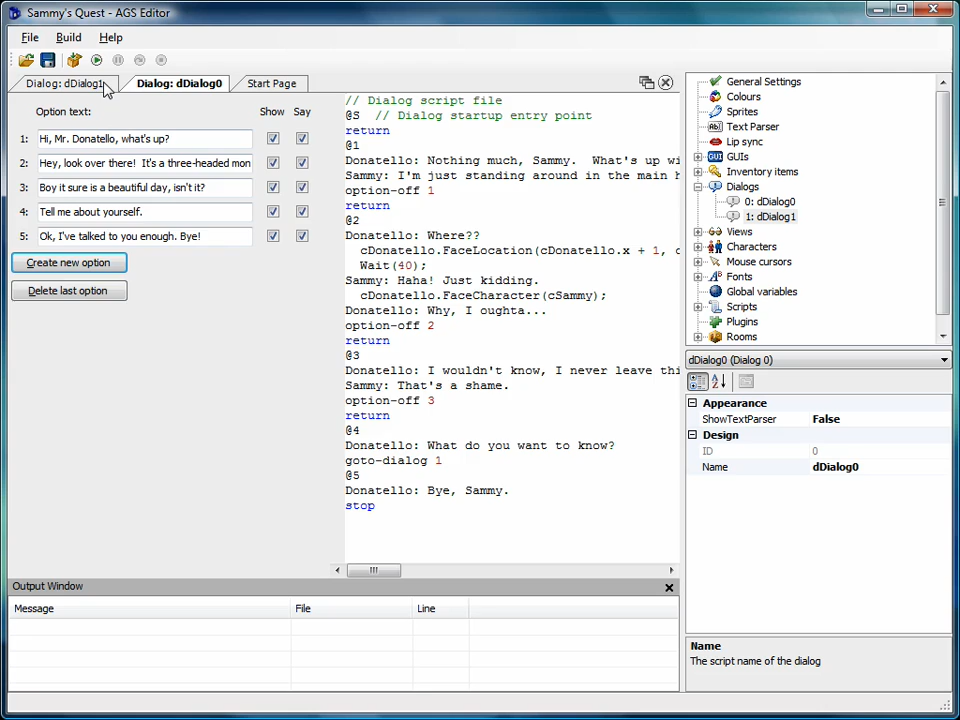 Sammy's Quest - AGS Editor
File Build Help
Dialog: dDialog1 Dialog: dDialog0 Start Page
Option text: Show Say
1: Hi, Mr. Donatello, what's up?
2: Hey, look over there!  It's a three-headed mon
3: Boy it sure is a beautiful day, isn't it?
4: Tell me about yourself.
5: Ok, I've talked to you enough. Bye!
Create new option
Delete last option
// Dialog script file
@S  // Dialog startup entry point
return
@1
Donatello: Nothing much, Sammy.  What's up wi
Sammy: I'm just standing around in the main h
option-off 1
return
@2
Donatello: Where??
  cDonatello.FaceLocation(cDonatello.x + 1, c
  Wait(40);
Sammy: Haha! Just kidding.
  cDonatello.FaceCharacter(cSammy);
Donatello: Why, I oughta...
option-off 2
return
@3
Donatello: I wouldn't know, I never leave thi
Sammy: That's a shame.
option-off 3
return
@4
Donatello: What do you want to know?
goto-dialog 1
@5
Donatello: Bye, Sammy.
stop
General Settings
Colours
Sprites
Abl Text Parser
Lip sync
GUI GUIs
Inventory items
Dialogs
0: dDialog0
1: dDialog1
Views
Characters
Mouse cursors
Fonts
Global variables
Scripts
Plugins
Rooms
dDialog0 (Dialog 0)
Appearance
ShowTextParser False
Design
ID 0
Name dDialog0
Name
The script name of the dialog
Output Window
Message File Line